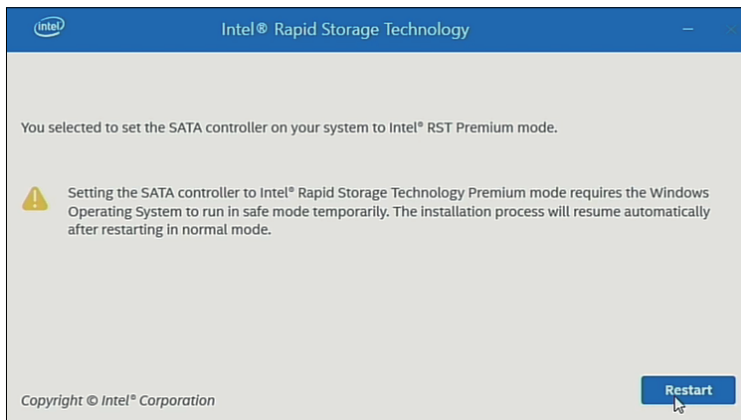 intel
Intel® Rapid Storage Technology
You selected to set the SATA controller on your system to Intel® RST Premium mode.
Setting the SATA controller to Intel® Rapid Storage Technology Premium mode requires the Windows
Operating System to run in safe mode temporarily. The installation process will resume automatically
after restarting in normal mode.
Copyright © Intel® Corporation
Restart